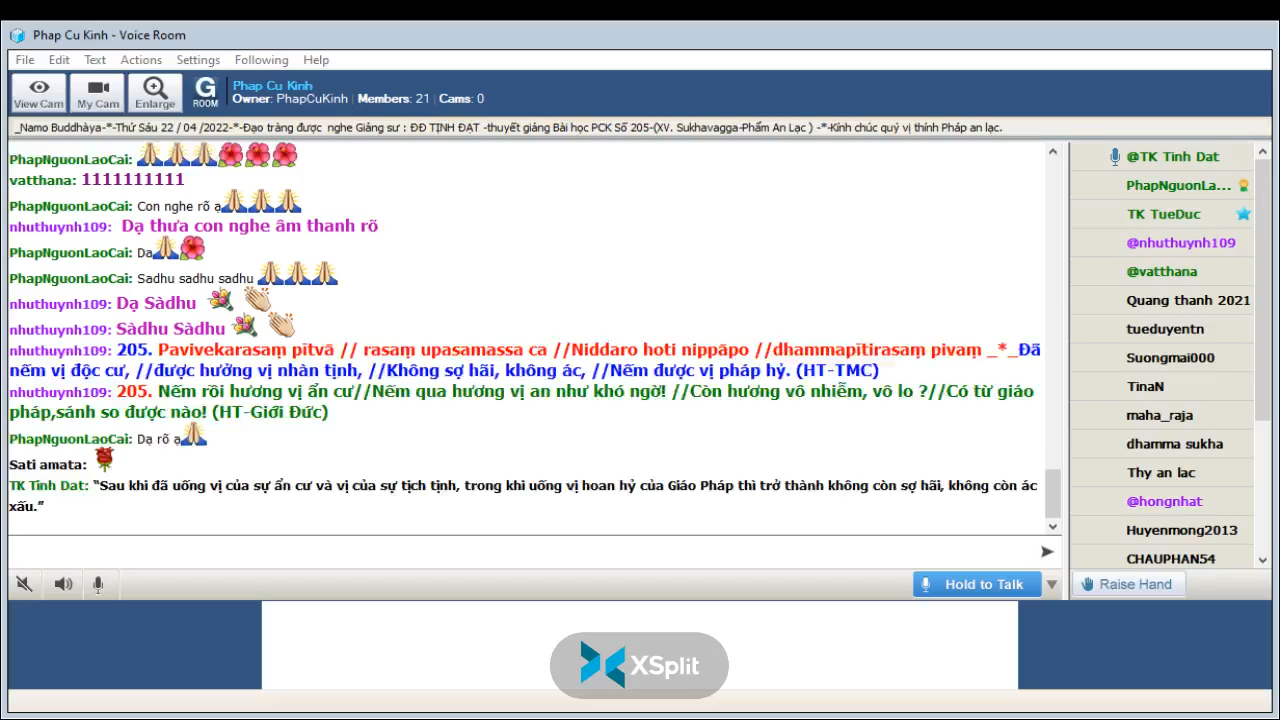 Phap Cu Kinh - Voice Room
File Edit Text Actions Settings Following Help
View Cam My Cam Enlarge G ROOM
Phap Cu Kinh
Owner: PhapCuKinh | Members: 21 | Cams: 0
_Namo Buddhàya-*-Thứ Sáu 22 / 04 /2022-*-Đạo tràng được nghe Giảng sư : ĐĐ TỊNH ĐẠT -thuyết giảng Bài học PCK Số 205-(XV. Sukhavagga-Phẩm An Lạc ) -*-Kính chúc quý vị thính Pháp an lạc.
PhapNguonLaoCai:
vatthana: 1111111111
PhapNguonLaoCai: Con nghe rõ ạ
nhuthuynh109: Dạ thưa con nghe âm thanh rõ
PhapNguonLaoCai: Da
PhapNguonLaoCai: Sadhu sadhu sadhu
nhuthuynh109: Dạ Sàdhu
nhuthuynh109: Sàdhu Sàdhu
nhuthuynh109: 205. Pavivekarasaṃ pītvā // rasaṃ upasamassa ca //Niddaro hoti nippāpo //dhammapītirasaṃ pivaṃ _*_Đã
nếm vị độc cư, //được hưởng vị nhàn tịnh, //Không sợ hãi, không ác, //Nếm được vị pháp hỷ. (HT-TMC)
nhuthuynh109: 205. Nếm rồi hương vị ẩn cư//Nếm qua hương vị an như khó ngờ! //Còn hương vô nhiễm, vô lo ?//Có từ giáo
pháp,sánh so được nào! (HT-Giới Đức)
PhapNguonLaoCai: Dạ rõ ạ
Sati amata:
TK Tinh Dat: “Sau khi đã uống vị của sự ẩn cư và vị của sự tịch tịnh, trong khi uống vị hoan hỷ của Giáo Pháp thì trở thành không còn sợ hãi, không còn ác
xấu.”
@TK Tinh Dat
PhapNguonLa...
TK TueDuc
@nhuthuynh109
@vatthana
Quang thanh 2021
tueduyentn
Suongmai000
TinaN
maha_raja
dhamma sukha
Thy an lac
@hongnhat
Huyenmong2013
CHAUPHAN54
Hold to Talk
Raise Hand
XSplit